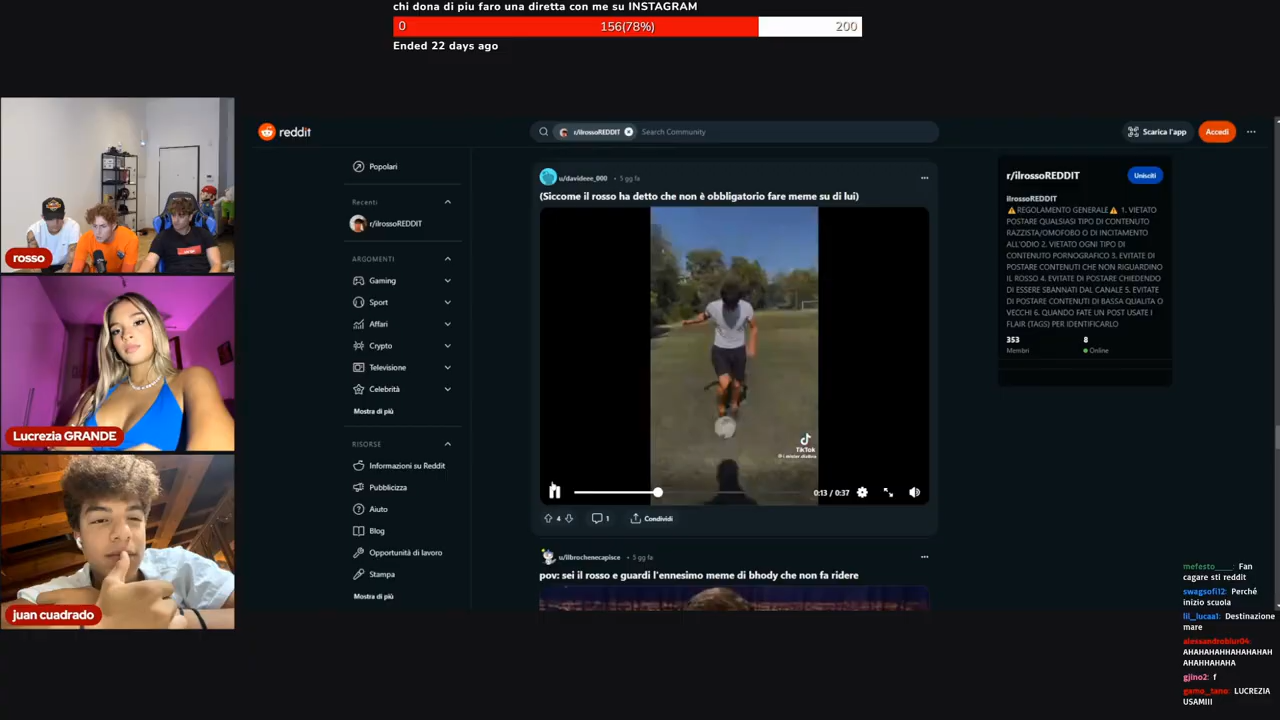 chi dona di piu faro una diretta con me su INSTAGRAM
0 156(78%) 200
Ended 22 days ago
reddit
r/ilrossoREDDIT
Search Community
Scarica l'app
Accedi
rosso
Lucrezia GRANDE
juan cuadrado
Popolari
Recenti
r/ilrossoREDDIT
ARGOMENTI
Gaming
Sport
Affari
Crypto
Televisione
Celebrità
Mostra di più
RISORSE
Informazioni su Reddit
Pubblicizza
Aiuto
Blog
Opportunità di lavoro
Stampa
Mostra di più
u/davideee_000 • 5 gg fa
(Siccome il rosso ha detto che non è obbligatorio fare meme su di lui)
TikTok
0:13 / 0:37
4
1
Condividi
u/ilbrochenecapisce • 5 gg fa
pov: sei il rosso e guardi l'ennesimo meme di bhody che non fa ridere
r/ilrossoREDDIT
Unisciti
ilrossoREDDIT
⚠️REGOLAMENTO GENERALE⚠️ 1. VIETATO
POSTARE QUALSIASI TIPO DI CONTENUTO
RAZZISTA/OMOFOBO O DI INCITAMENTO
ALL'ODIO 2. VIETATO OGNI TIPO DI
CONTENUTO PORNOGRAFICO 3. EVITATE DI
POSTARE CONTENUTI CHE NON RIGUARDINO
IL ROSSO 4. EVITATE DI POSTARE CHIEDENDO
DI ESSERE SBANNATI DAL CANALE 5. EVITATE
DI POSTARE CONTENUTI DI BASSA QUALITA O
VECCHI 6. QUANDO FATE UN POST USATE I
FLAIR (TAGS) PER IDENTIFICARLO
353 8
Membri Online
mefesto____: Fan
cagare sti reddit
swagsofi12: Perché
inizio scuola
lil_lucaa1: Destinazione
mare
alessandroblur04:
AHAHAHAHHAHAHAHAH
AHAHHAHAHA
gjino2: f
gamo_tano: LUCREZIA
USAMIII